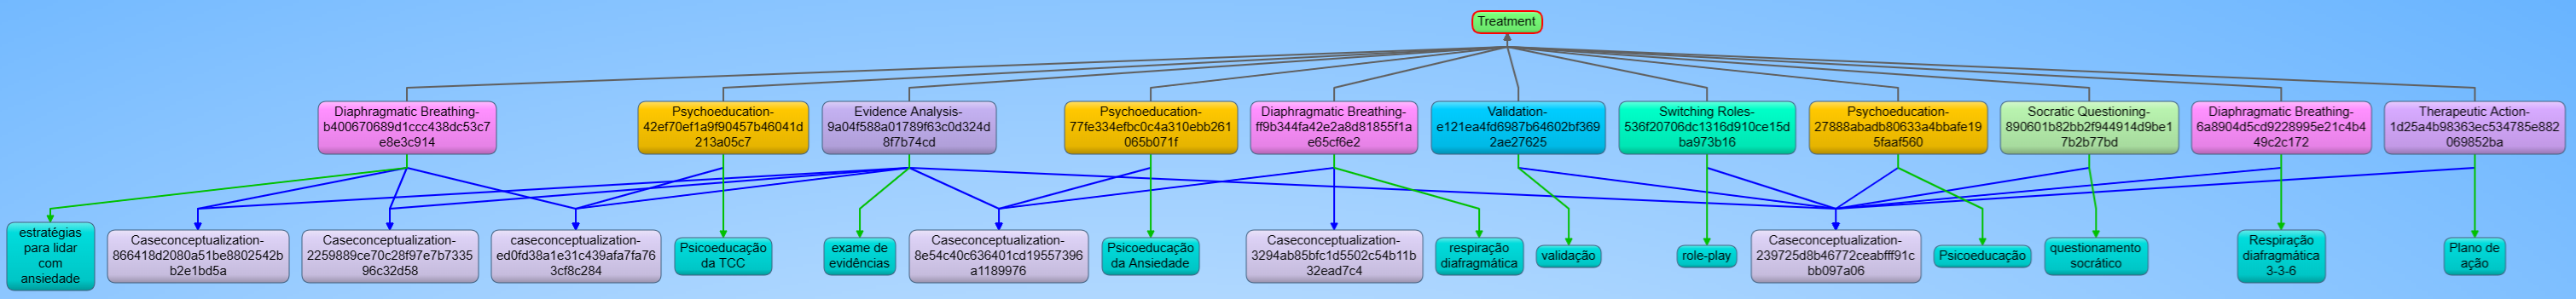 Treatment
Diaphragmatic Breathing-
b400670689d1ccc438dc53c7
e8e3c914
Psychoeducation-
42ef70ef1a9f90457b46041d
213a05c7
Evidence Analysis-
9a04f588a01789f63c0d324d
8f7b74cd
Psychoeducation-
77fe334efbc0c4a310ebb261
065b071f
Diaphragmatic Breathing-
ff9b344fa42e2a8d81855f1a
e65cf6e2
Validation-
e121ea4fd6987b64602bf369
2ae27625
Switching Roles-
536f20706dc1316d910ce15d
ba973b16
Psychoeducation-
27888abadb80633a4bbafe19
5faaf560
Socratic Questioning-
890601b82bb2f944914d9be1
7b2b77bd
Diaphragmatic Breathing-
6a8904d5cd9228995e21c4b4
49c2c172
Therapeutic Action-
1d25a4b98363ec534785e882
069852ba
estratégias
para lidar
com
ansiedade
Caseconceptualization-
866418d2080a51be8802542b
b2e1bd5a
Caseconceptualization-
2259889ce70c28f97e7b7335
96c32d58
caseconceptualization-
ed0fd38a1e31c439afa7fa76
3cf8c284
Psicoeducação
da TCC
exame de
evidências
Caseconceptualization-
8e54c40c636401cd19557396
a1189976
Psicoeducação
da Ansiedade
Caseconceptualization-
3294ab85bfc1d5502c54b11b
32ead7c4
respiração
diafragmática
validação
role-play
Caseconceptualization-
239725d8b46772ceabfff91c
bb097a06
Psicoeducação
questionamento
socrático
Respiração
diafragmática
3-3-6
Plano de
ação